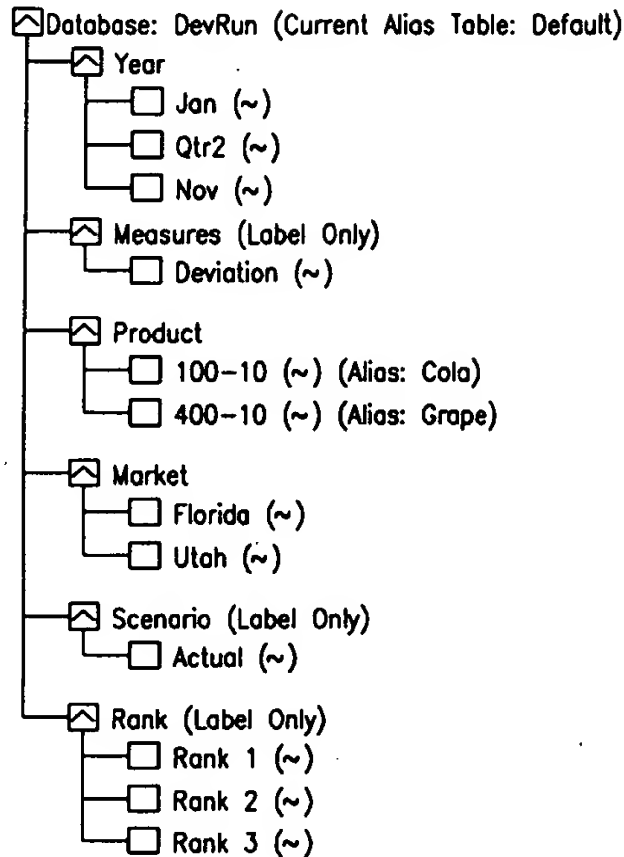 Database: DevRun (Current Alias Table: Default)
Year
Jan (~)
Qtr2 (~)
Nov (~)
Measures (Label Only)
Deviation (~)
Product
100-10 (~) (Alias: Cola)
400-10 (~) (Alias: Grape)
Market
Florida (~)
Utah (~)
Scenario (Label Only)
Actual (~)
Rank (Label Only)
Rank 1 (~)
Rank 2 (~)
Rank 3 (~)